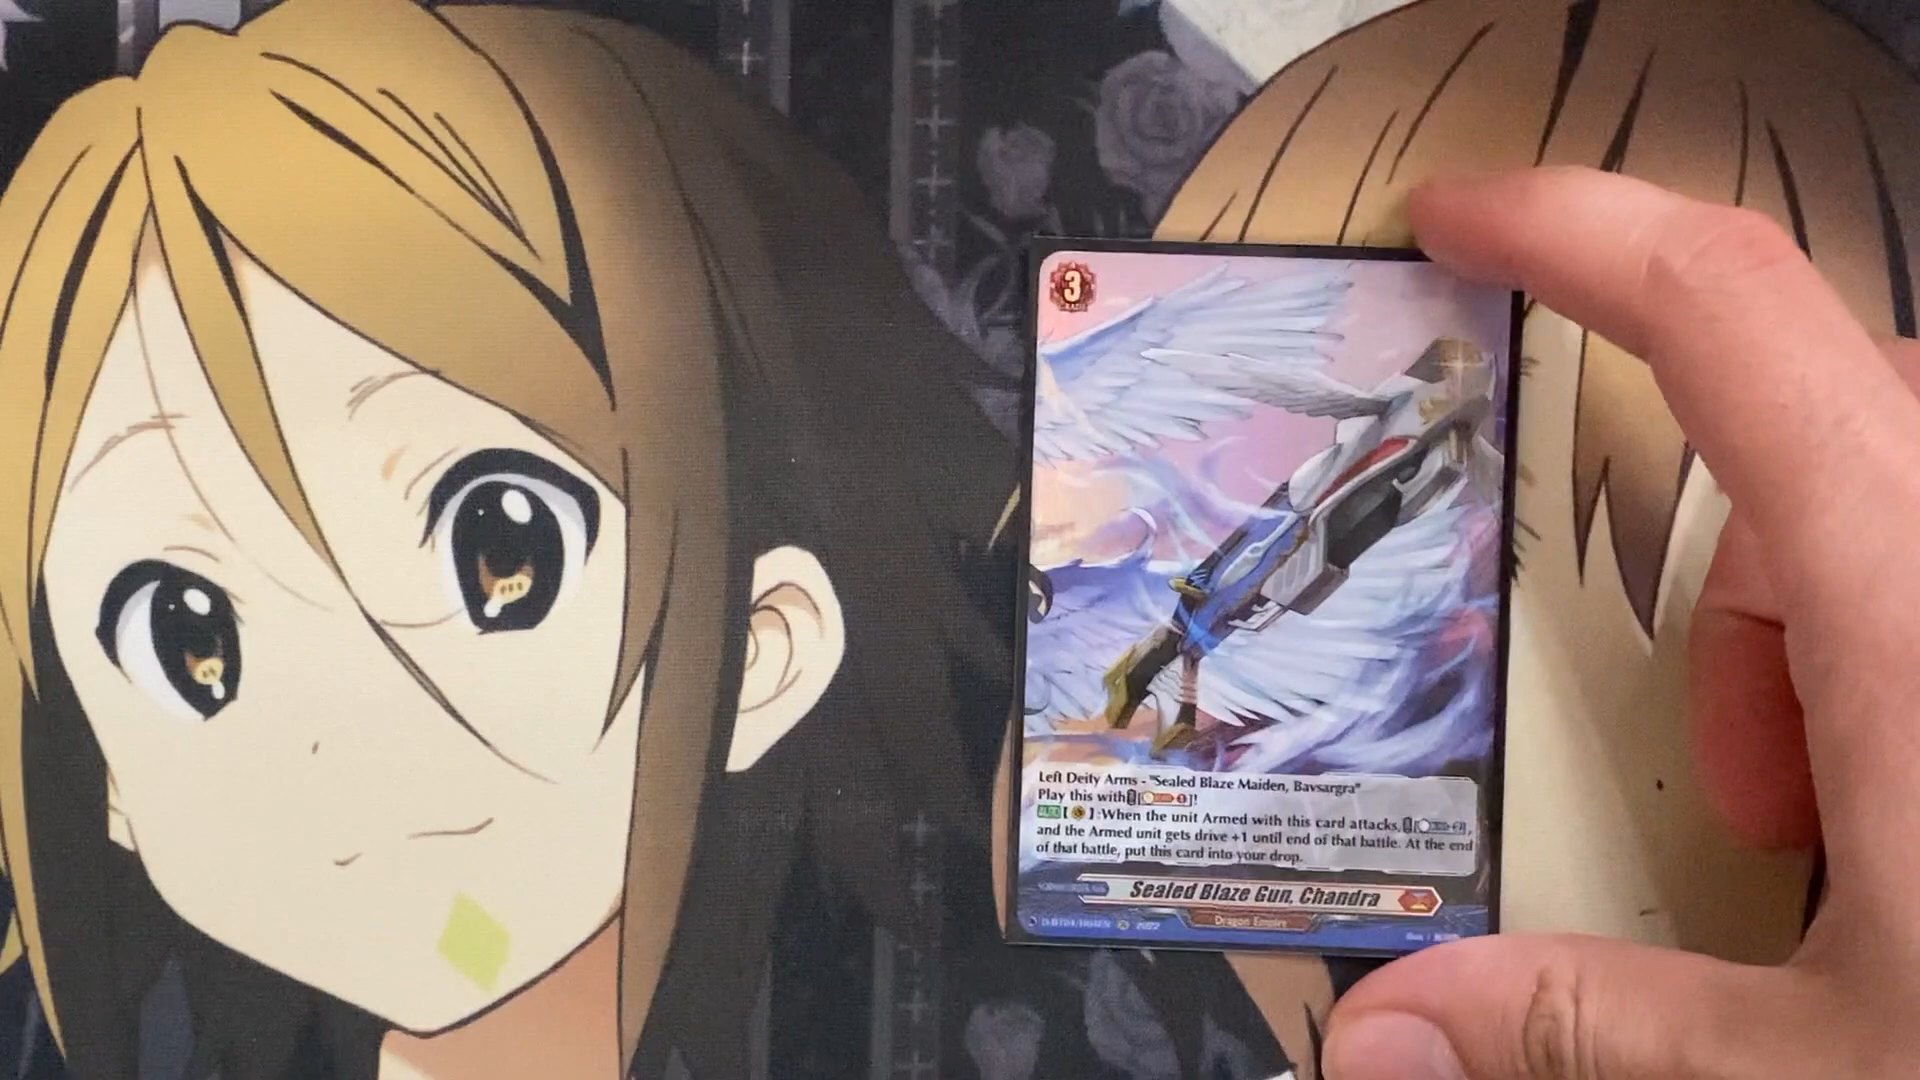 3
Left Deity Arms - "Sealed Blaze Maiden, Bavsargra"
Play this with [ 1 ]!
AUTO [ ]:When the unit Armed with this card attacks, [ ],
and the Armed unit gets drive +1 until end of that battle. At the end
of that battle, put this card into your drop.
Sealed Blaze Gun, Chandra
Dragon Empire
2022